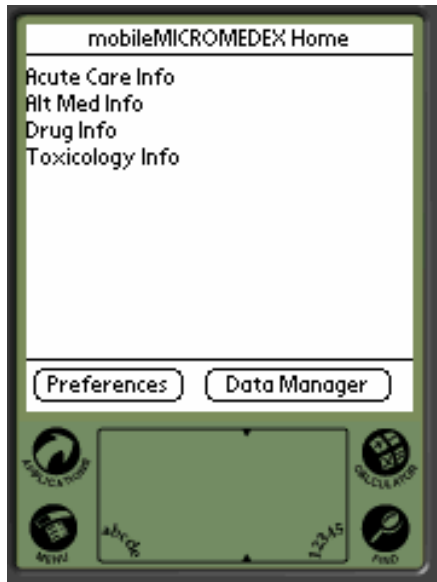 mobileMICROMEDEX Home
Acute Care Info
Alt Med Info
Drug Info
Toxicology Info
Preferences Data Manager
APPLICATIONS
CALCULATOR
abcde
12345
MENU
FIND